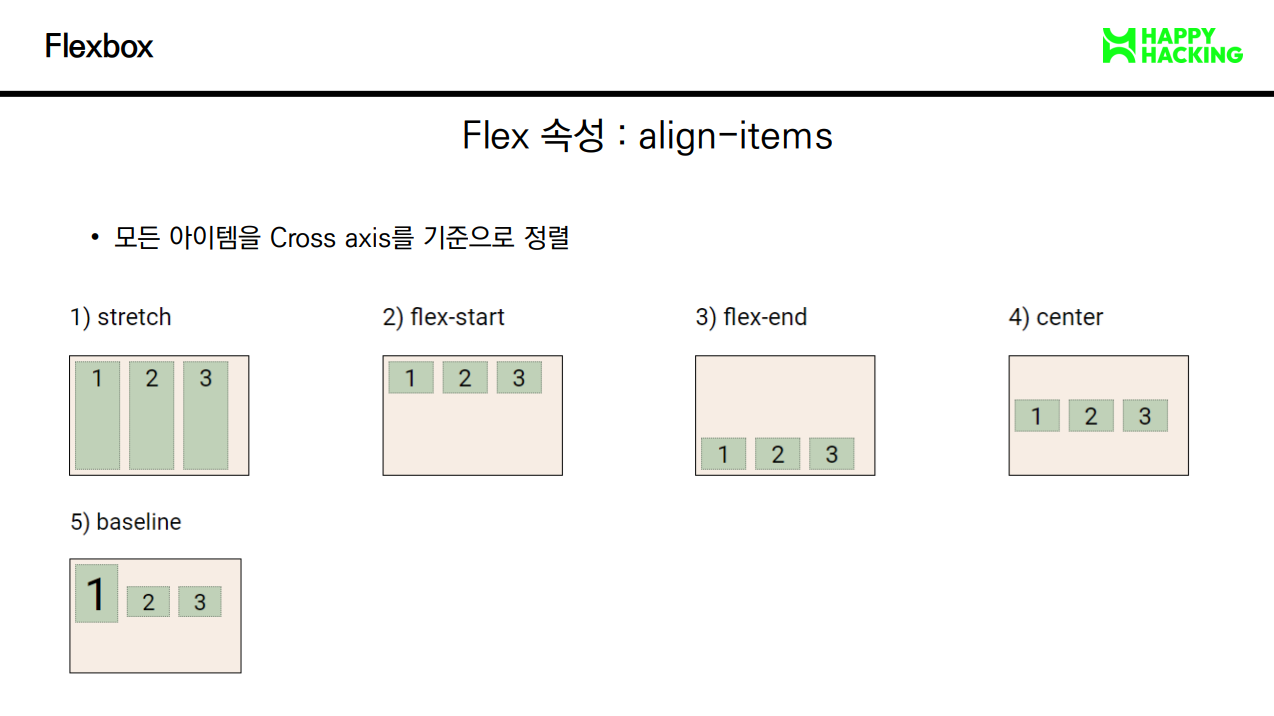 Flexbox
HAPPY
HACKING
Flex 속성 : align-items
• 모든 아이템을 Cross axis를 기준으로 정렬
1) stretch
2) flex-start
3) flex-end
4) center
1 2 3
1 2 3
1 2 3
1 2 3
5) baseline
1 2 3